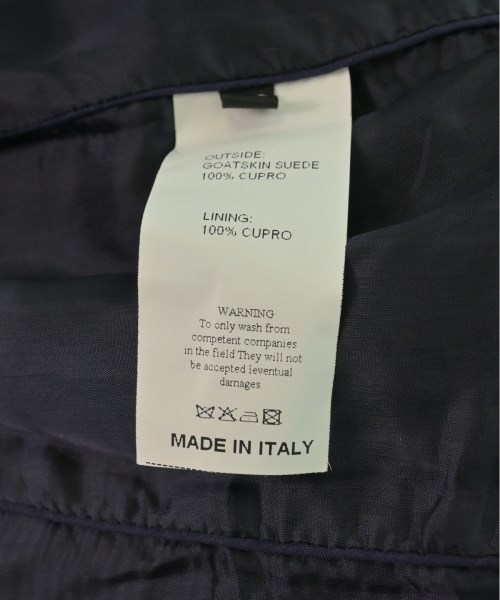 OUTSIDE:
GOATSKIN SUEDE
100% CUPRO
LINING:
100% CUPRO
WARNING
To only wash from
competent companies
in the field They will not
be accepted leventual
damages
MADE IN ITALY